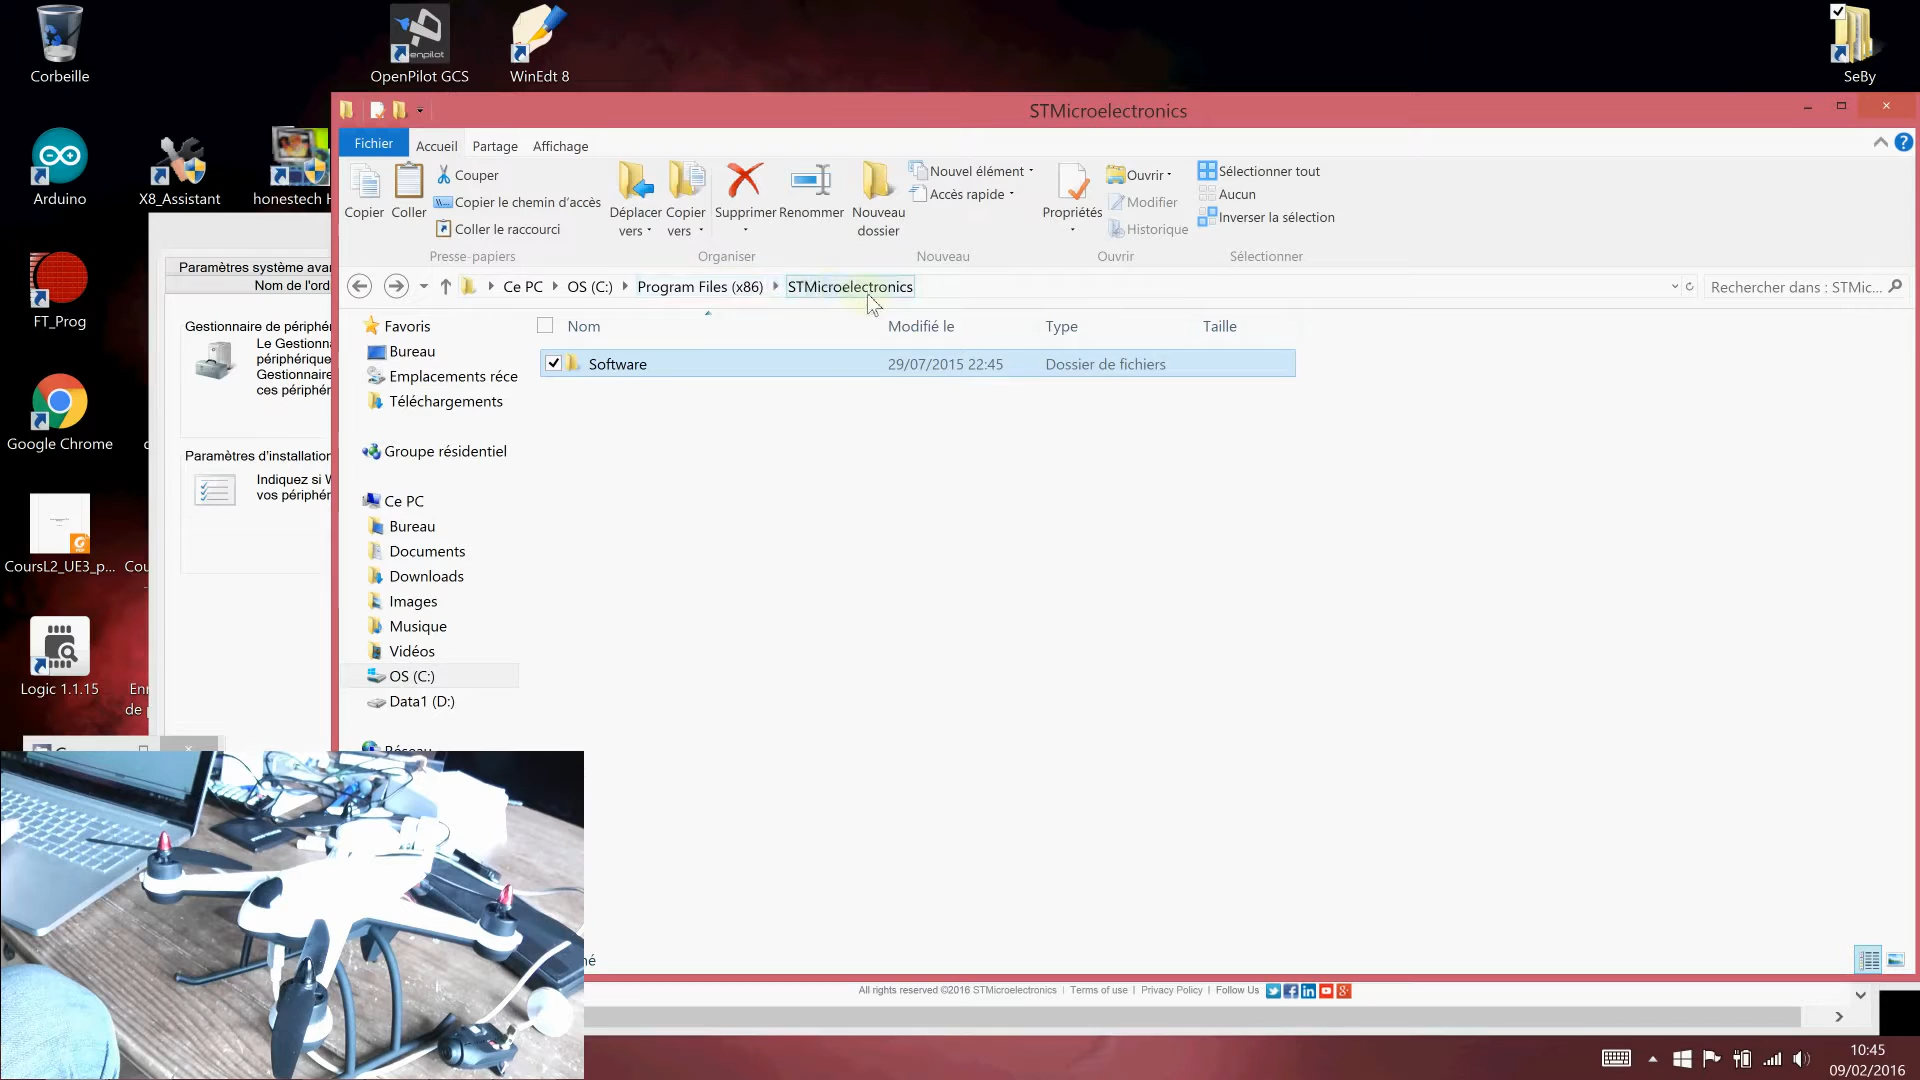 Corbeille
OpenPilot GCS
WinEdt 8
SeBy
Arduino
X8_Assistant
honestech H
FT_Prog
Google Chrome
CoursL2_UE3_p...
Cou
Logic 1.1.15
Enr
de p
Paramètres système avan
Nom de l'ord
Gestionnaire de périphér
Le Gestionn
périphérique
Gestionnaire
ces périphér
Paramètres d'installation
Indiquez si W
vos périphér
STMicroelectronics
Fichier
Accueil
Partage
Affichage
Copier
Coller
Couper
Copier le chemin d'accès
Coller le raccourci
Presse-papiers
Déplacer vers
Copier vers
Supprimer
Renommer
Organiser
Nouveau dossier
Nouvel élément
Accès rapide
Nouveau
Propriétés
Ouvrir
Modifier
Historique
Ouvrir
Sélectionner tout
Aucun
Inverser la sélection
Sélectionner
Ce PC
OS (C:)
Program Files (x86)
STMicroelectronics
Rechercher dans : STMic...
Favoris
Bureau
Emplacements réce
Téléchargements
Groupe résidentiel
Ce PC
Bureau
Documents
Downloads
Images
Musique
Vidéos
OS (C:)
Data1 (D:)
Réseau
Nom
Modifié le
Type
Taille
Software
29/07/2015 22:45
Dossier de fichiers
né
All rights reserved ©2016 STMicroelectronics | Terms of use | Privacy Policy | Follow Us
10:45
09/02/2016